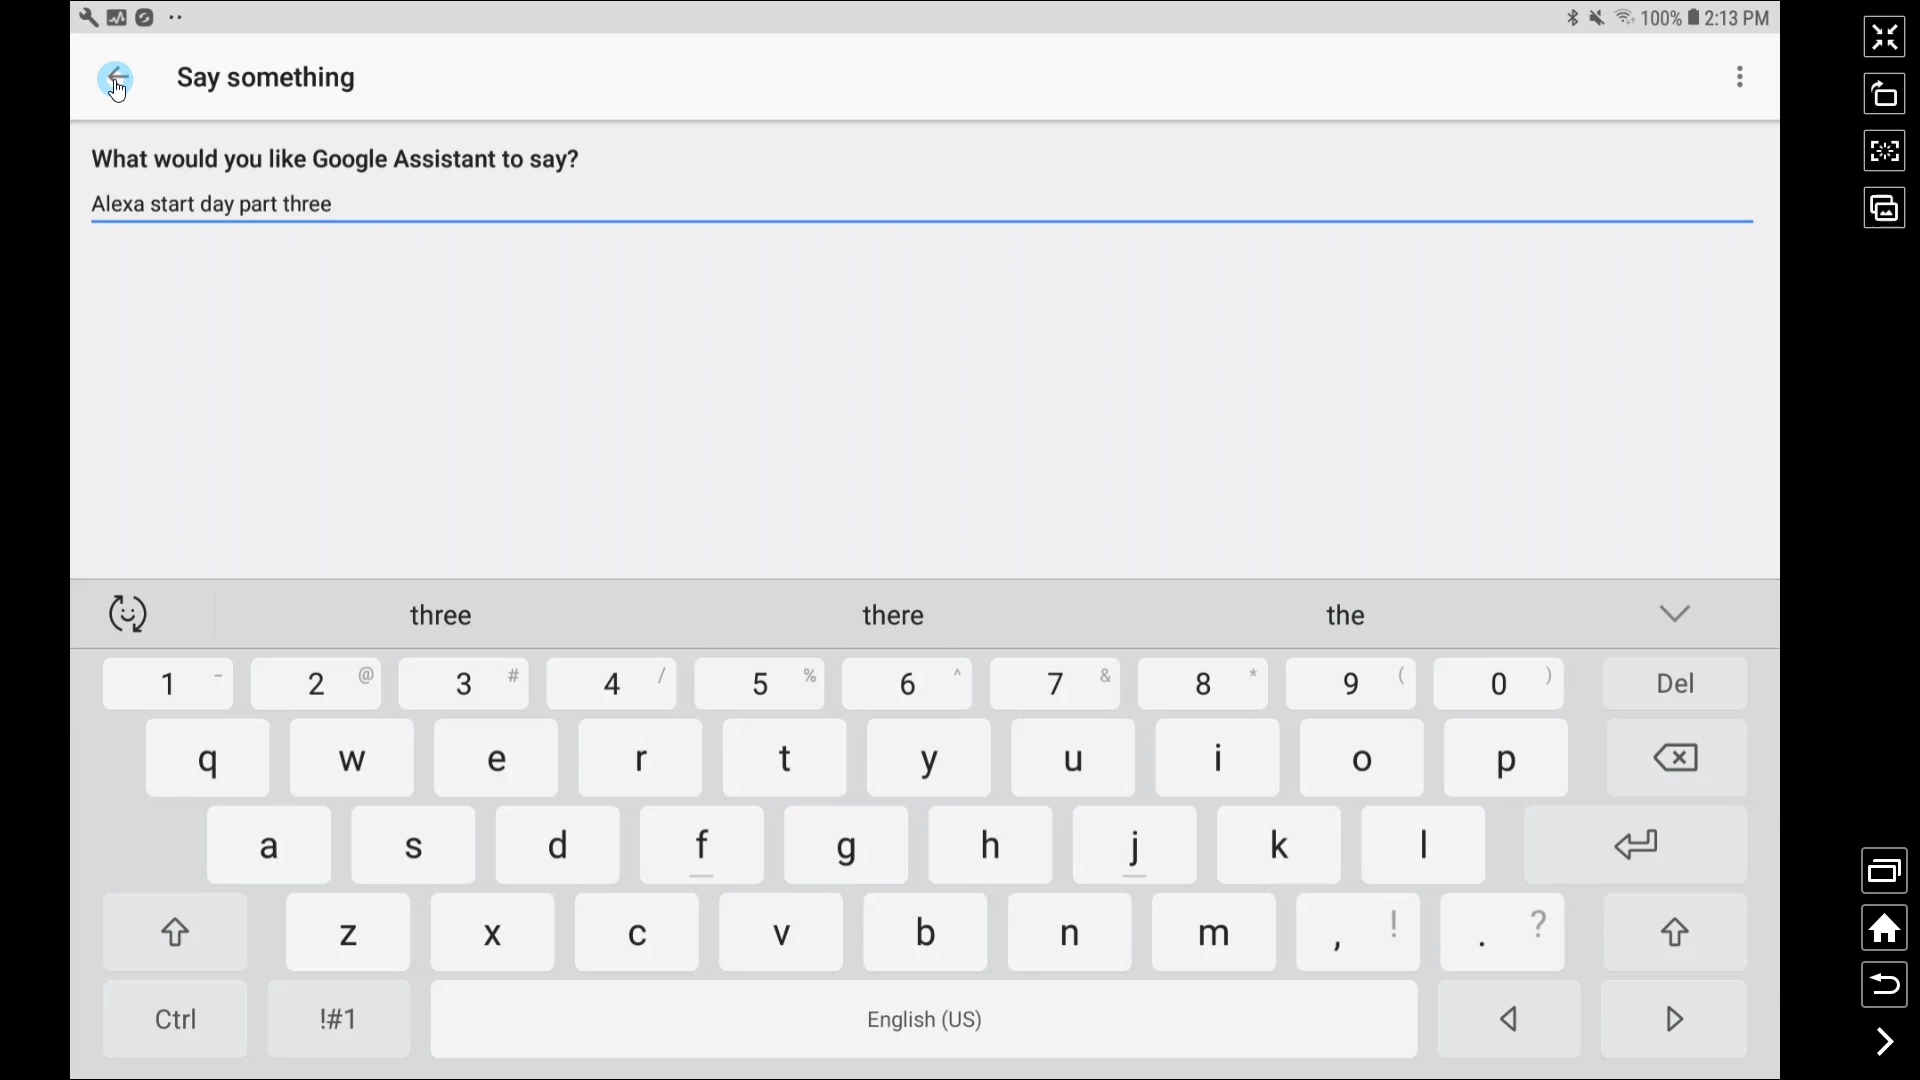 100% 2:13 PM
Say something
What would you like Google Assistant to say?
Alexa start day part three
three there the
1 - 2 @ 3 # 4 / 5 % 6 ^ 7 & 8 * 9 ( 0 ) Del
q w e r t y u i o p
a s d f g h j k l
z x c v b n m , ! . ?
Ctrl !#1 English (US)